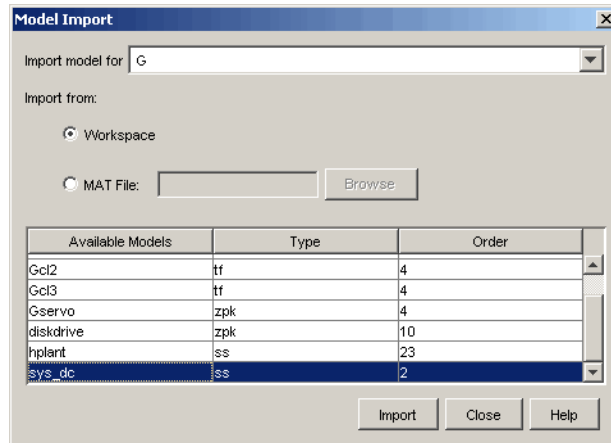 Model Import
Import model for G
Import from:
Workspace
MAT File: Browse
Available Models Type Order
Gcl2 tf 4
Gcl3 tf 4
Gservo zpk 4
diskdrive zpk 10
hplant ss 23
sys_dc ss 2
Import Close Help